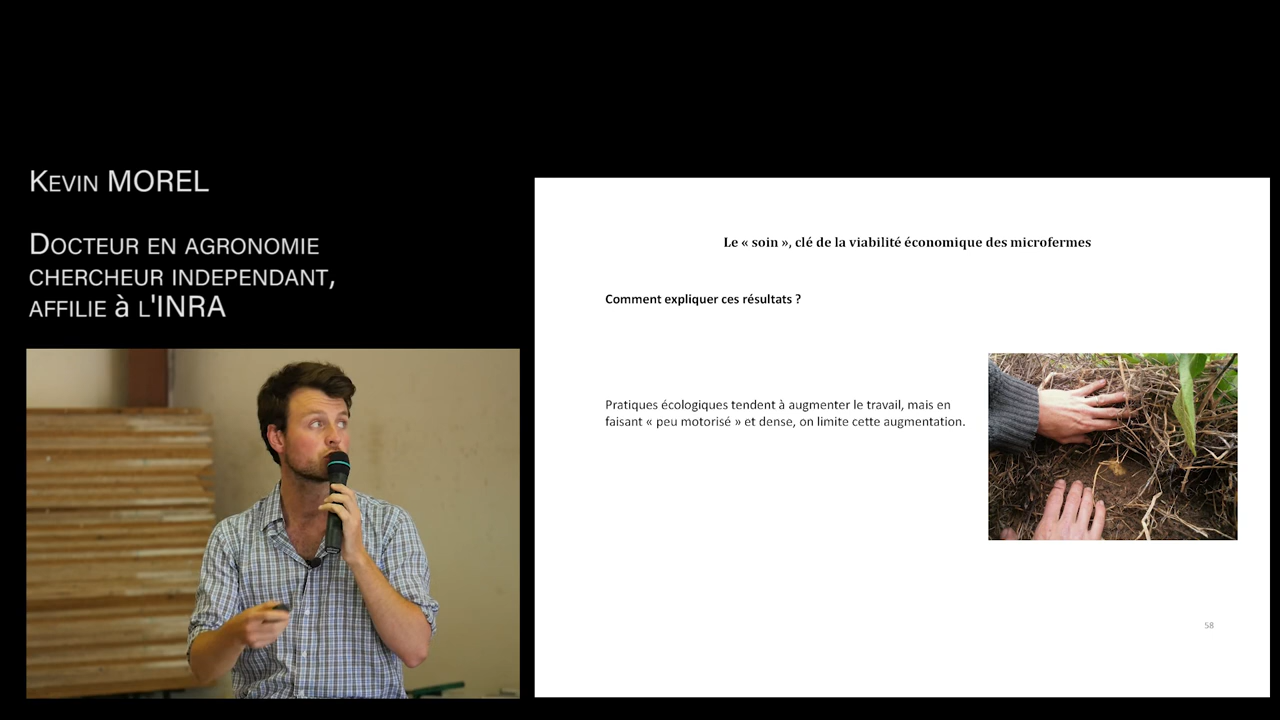 Kevin MOREL
Docteur en agronomie
chercheur independant,
affilie à l'INRA
Le « soin », clé de la viabilité économique des microfermes
Comment expliquer ces résultats ?
Pratiques écologiques tendent à augmenter le travail, mais en
faisant « peu motorisé » et dense, on limite cette augmentation.
58